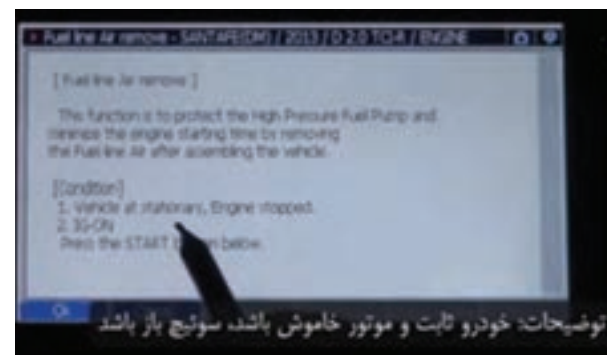 Fuel line Air remove - SANTAFE(DM) / 2013 / D 2.0 TCI-R / ENGINE
[ Fuel line Air remove ]
This function is to protect the High Pressure Fuel Pump and
minimize the engine starting time by removing
the Fuel line Air after assembling the vehicle.
[Condition]
1. Vehicle at stationary, Engine stopped.
2. IG-ON
Press the START button below.
توضیحات: خودرو ثابت و موتور خاموش باشد، سوئیچ باز باشد